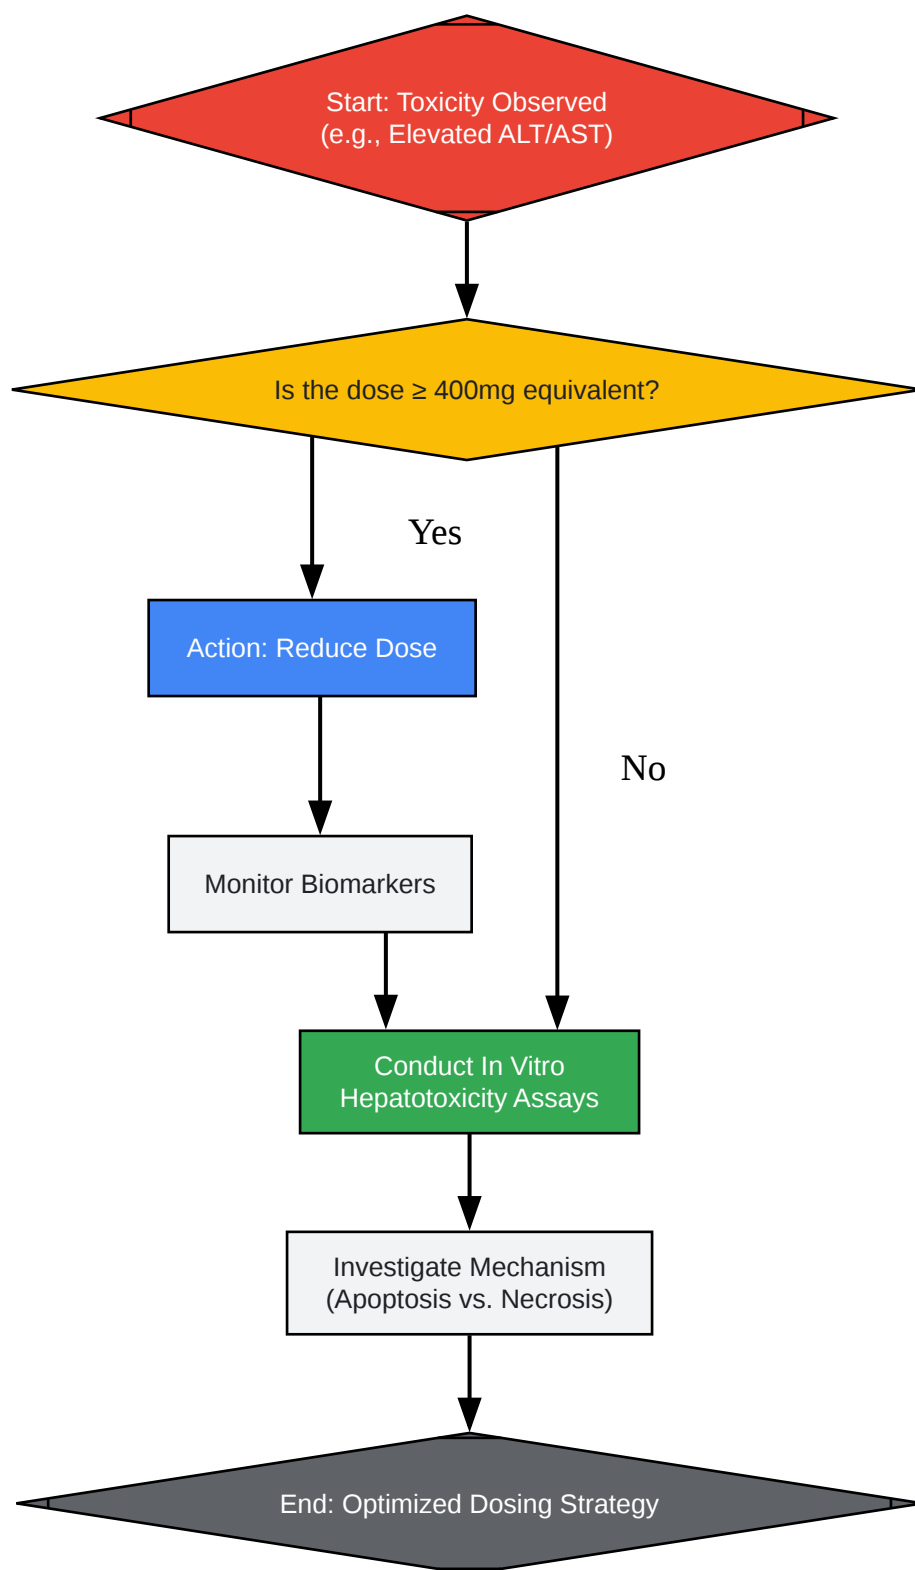 Start: Toxicity Observed
(e.g., Elevated ALT/AST)
Is the dose ≥ 400mg equivalent?
Yes
Action: Reduce Dose
No
Monitor Biomarkers
Conduct In Vitro
Hepatotoxicity Assays
Investigate Mechanism
(Apoptosis vs. Necrosis)
End: Optimized Dosing Strategy